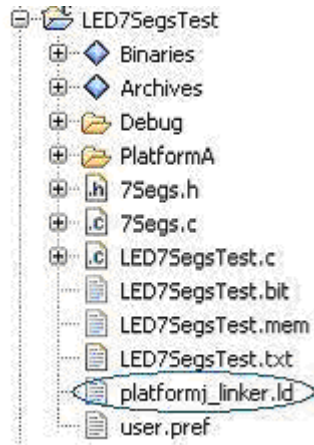 LED7SegsTest
Binaries
Archives
Debug
PlatformA
.h 7Segs.h
.c 7Segs.c
.c LED7SegsTest.c
LED7SegsTest.bit
LED7SegsTest.mem
LED7SegsTest.txt
platformj_linker.ld
user.pref